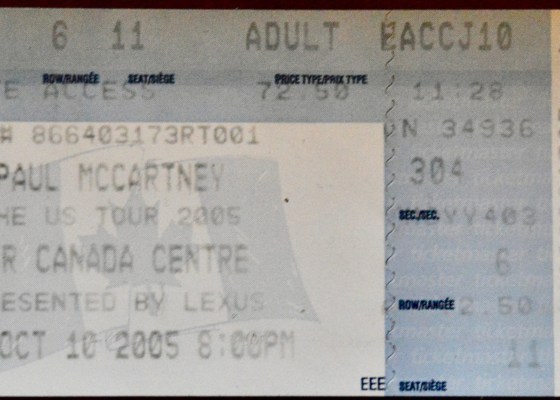 6 11 ADULT EACCJ10
ROW/RANGÉE SEAT/SIÈGE PRICE TYPE/PRIX TYPE
E ACCESS 72.50 11:28
# 866403173RT001 N 34936
PAUL MCCARTNEY 304
HE US TOUR 2005 SEC./SEC. 403
R CANADA CENTRE 6
ESENTED BY LEXUS ROW/RANGÉE 2.50
OCT 10 2005 8:00PM 11
EEE SEAT/SIÈGE